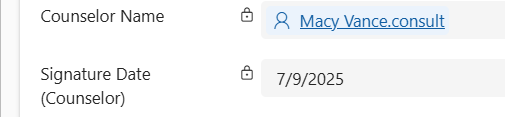 Counselor Name
Macy Vance.consult
Signature Date
(Counselor)
7/9/2025